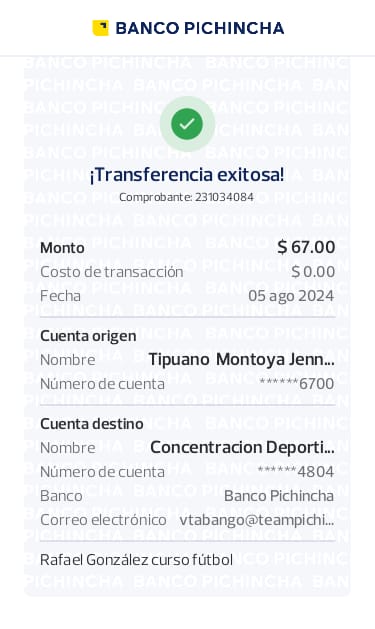 BANCO PICHINCHA
¡Transferencia exitosa!
Comprobante: 231034084
Monto $ 67.00
Costo de transacción $ 0.00
Fecha 05 ago 2024
Cuenta origen
Nombre Tipuano Montoya Jenn...
Número de cuenta ******6700
Cuenta destino
Nombre Concentracion Deporti...
Número de cuenta ******4804
Banco Banco Pichincha
Correo electrónico vtabango@teampichi...
Rafael González curso fútbol